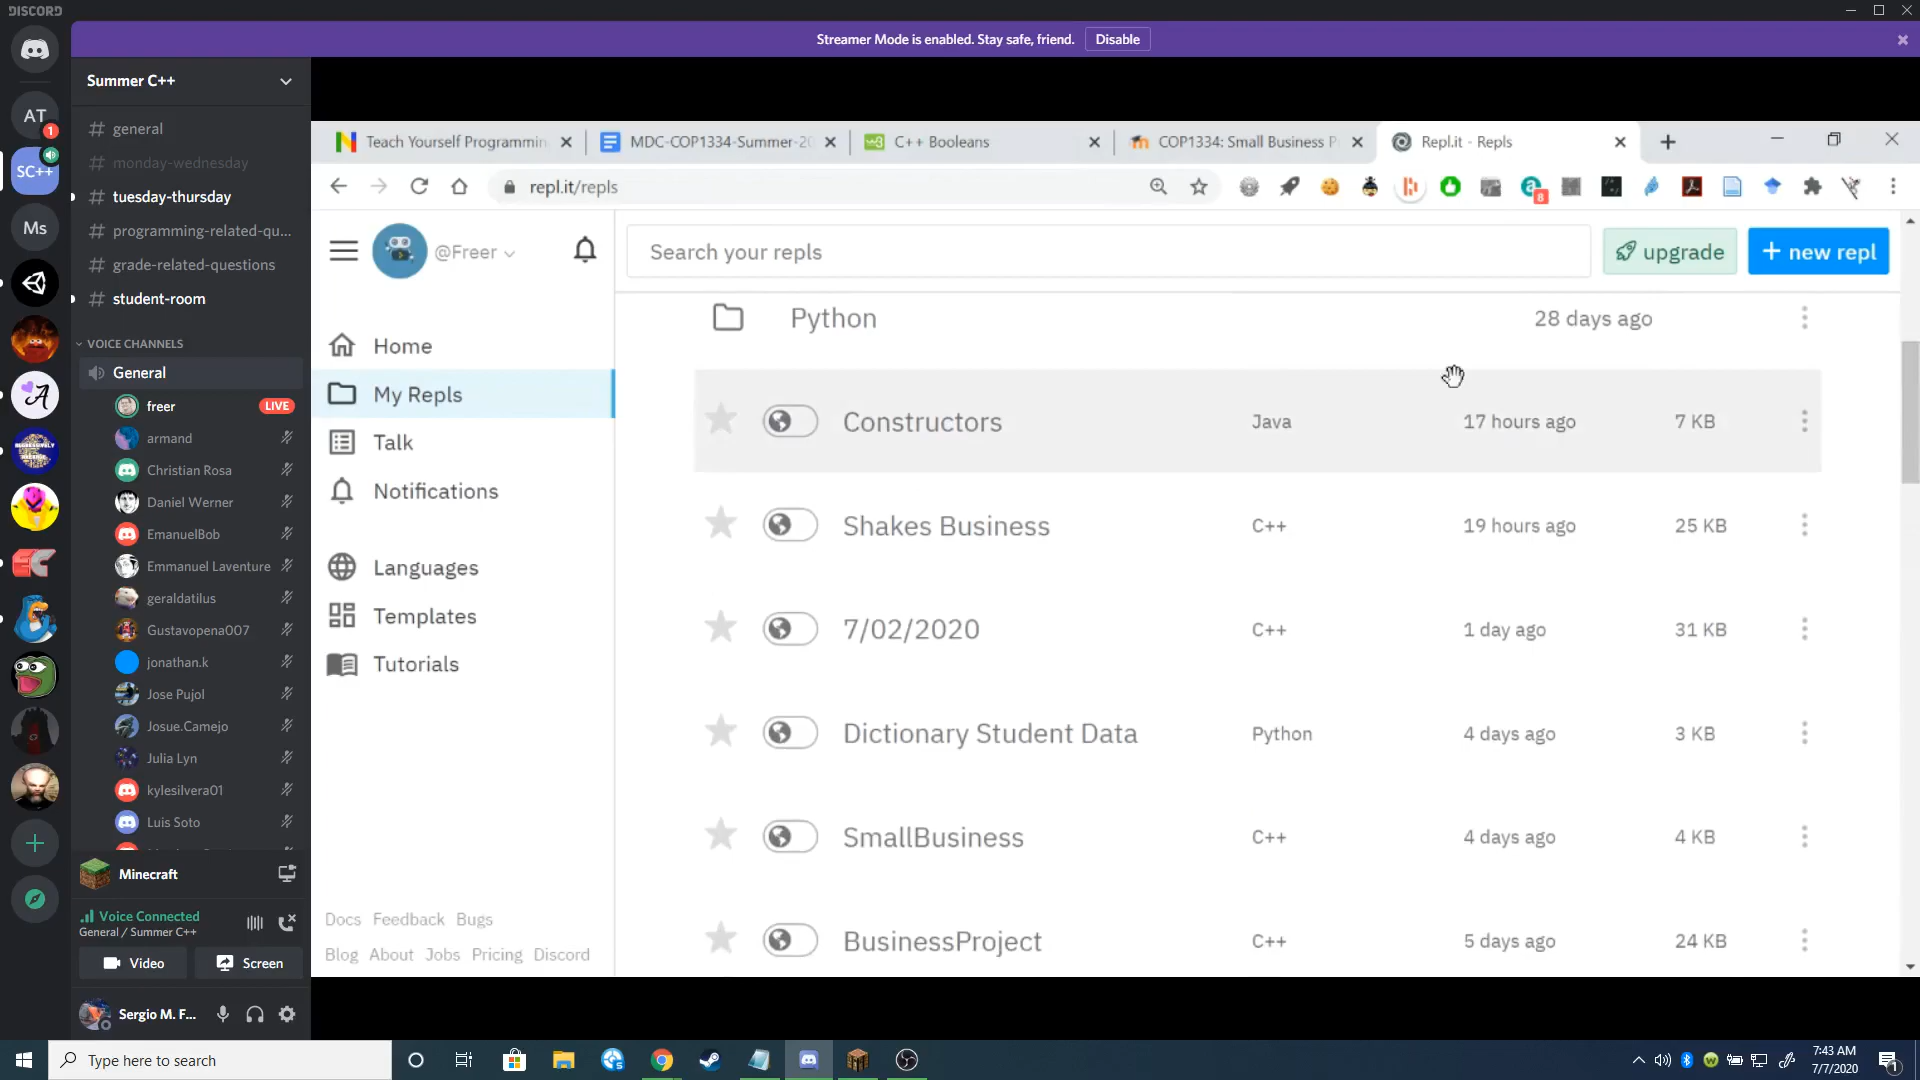 DISCORD
Streamer Mode is enabled. Stay safe, friend. Disable
Summer C++
general
monday-wednesday
tuesday-thursday
programming-related-qu...
grade-related-questions
student-room
VOICE CHANNELS
General
freer LIVE
armand
Christian Rosa
Daniel Werner
EmanuelBob
Emmanuel Laventure
geraldatilus
Gustavopena007
jonathan.k
Jose Pujol
Josue.Camejo
Julia Lyn
kylesilvera01
Luis Soto
Minecraft
Voice Connected
General / Summer C++
Video Screen
Sergio M. F...
AT 1
SC++
Ms
Teach Yourself Programmin
MDC-COP1334-Summer-20
C++ Booleans
COP1334: Small Business P
Repl.it - Repls
repl.it/repls
8
@Freer
Search your repls
upgrade
+ new repl
Home
My Repls
Talk
Notifications
Languages
Templates
Tutorials
Docs Feedback Bugs
Blog About Jobs Pricing Discord
Python 28 days ago
Constructors Java 17 hours ago 7 KB
Shakes Business C++ 19 hours ago 25 KB
7/02/2020 C++ 1 day ago 31 KB
Dictionary Student Data Python 4 days ago 3 KB
SmallBusiness C++ 4 days ago 4 KB
BusinessProject C++ 5 days ago 24 KB
Type here to search
7:43 AM
7/7/2020
1